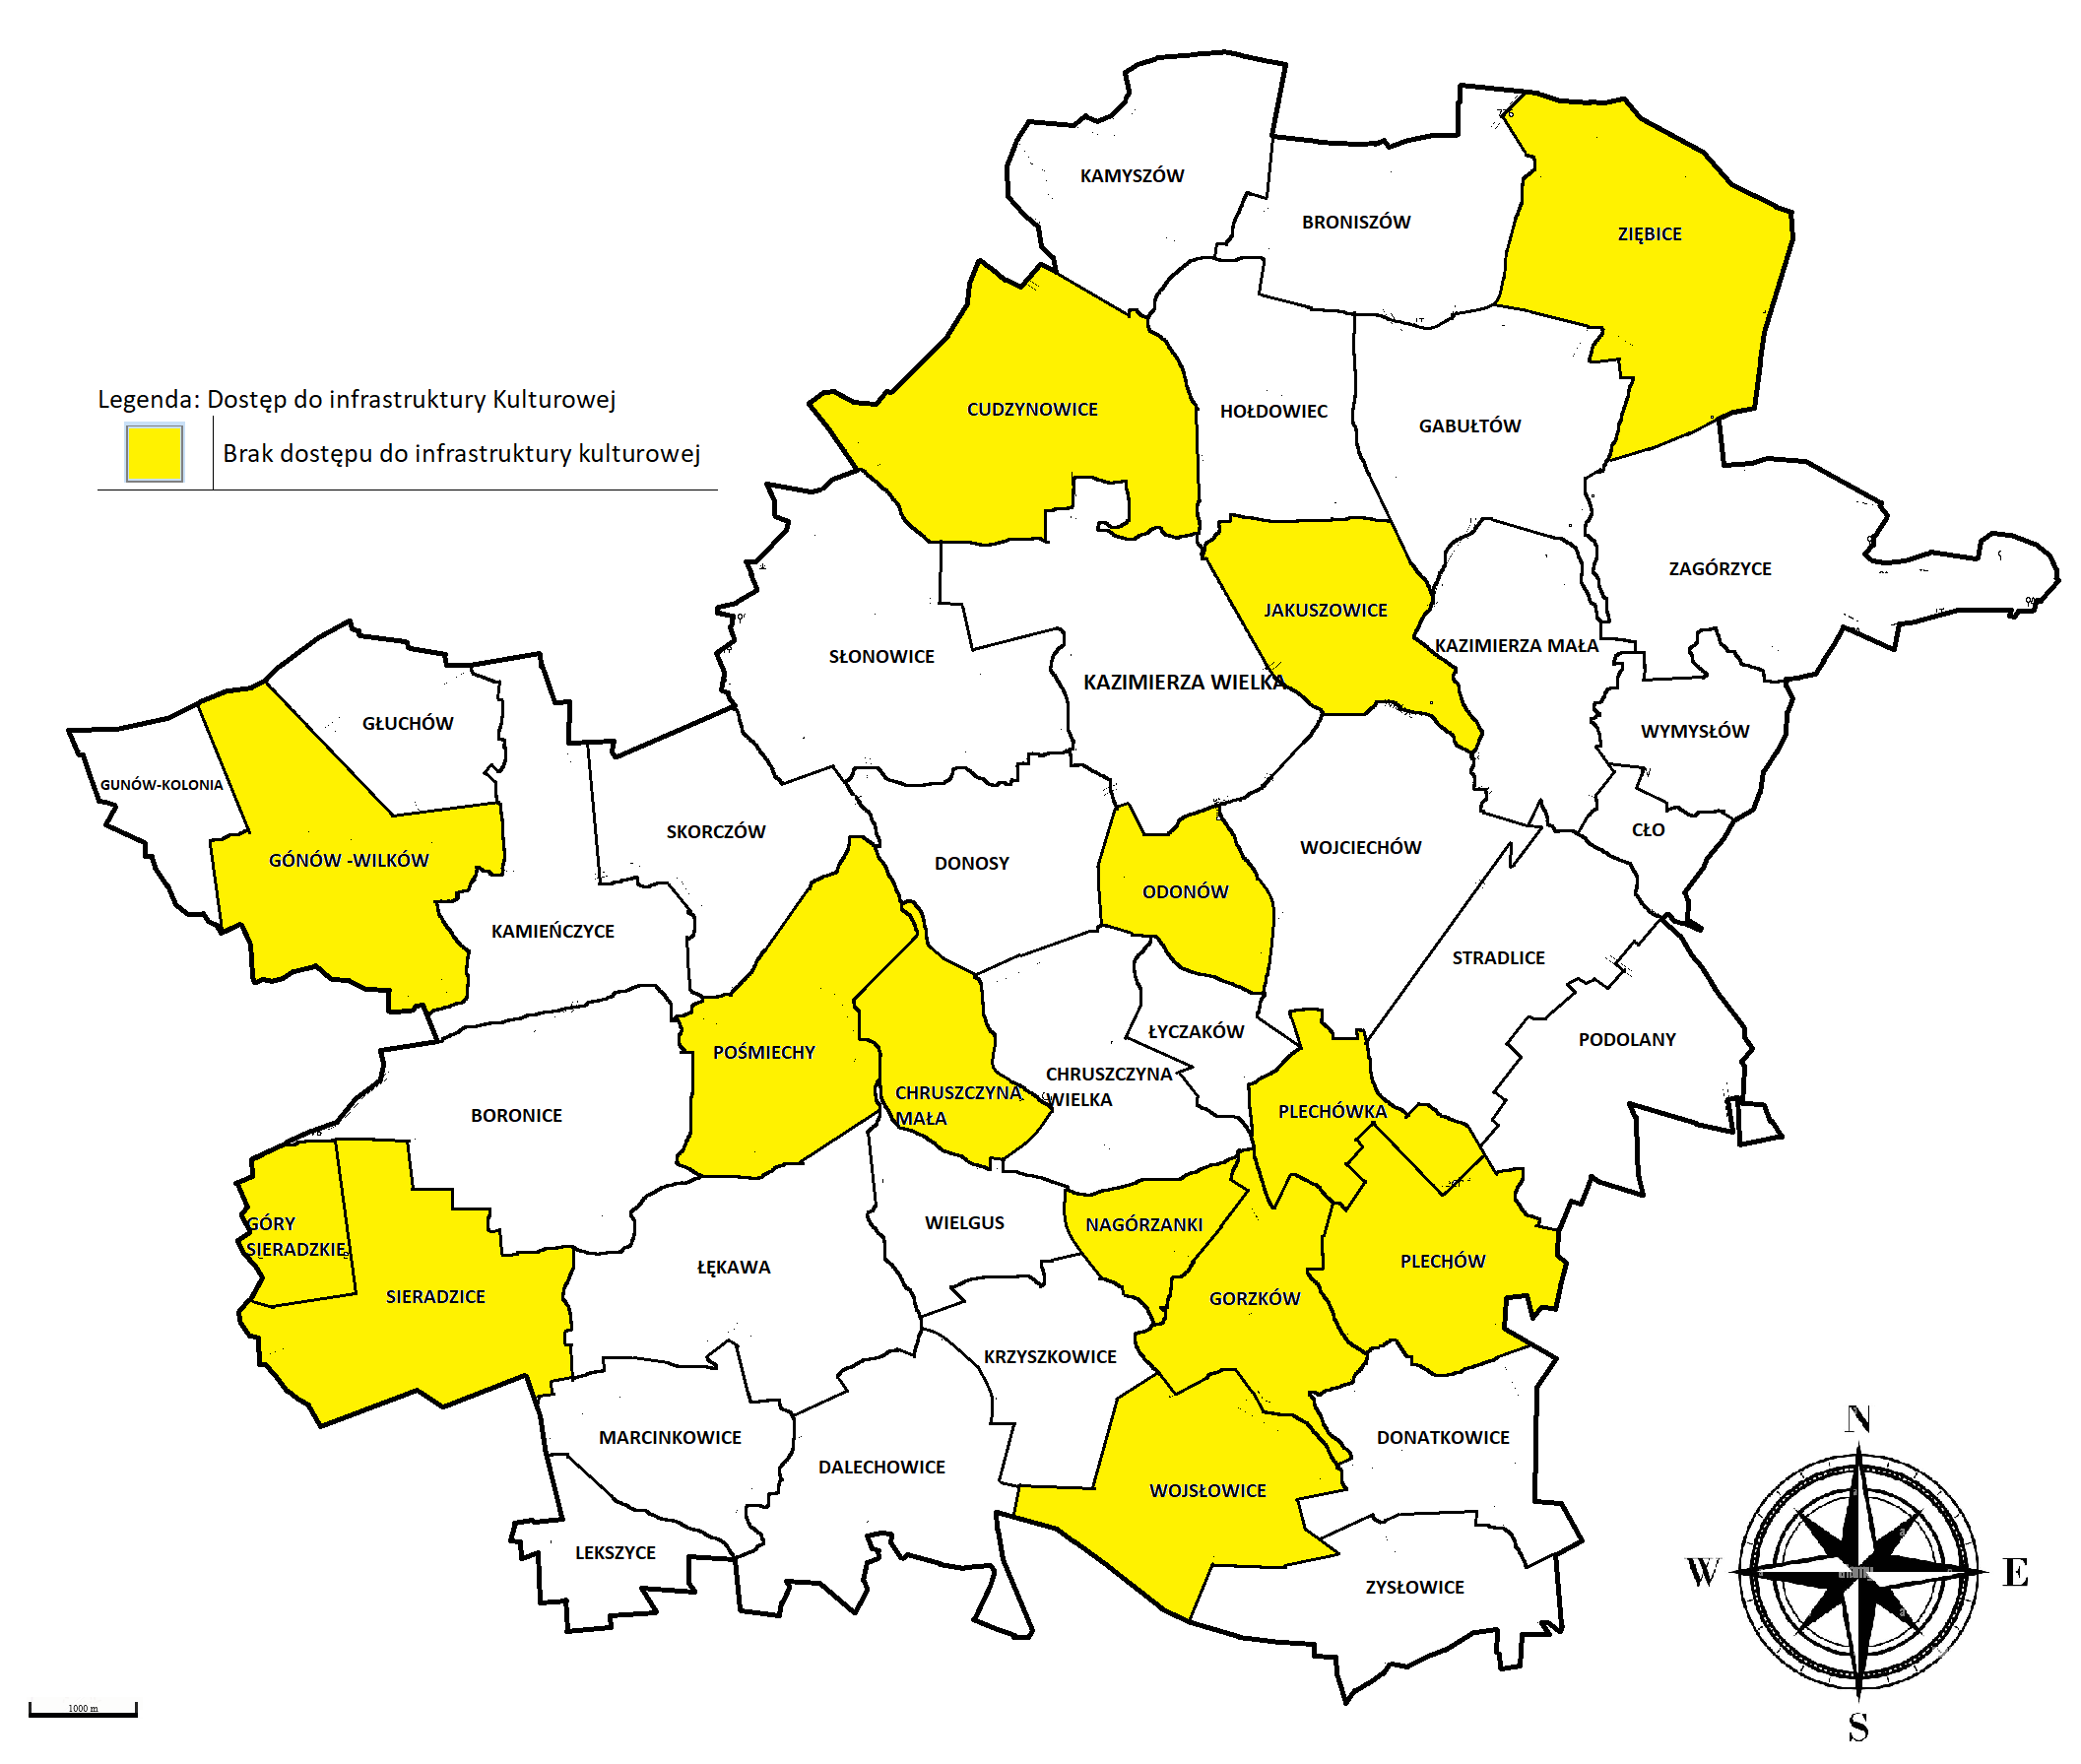 KAMYSZÓW
BRONISZÓW
ZIĘBICE
776
Legenda: Dostęp do infrastruktury Kulturowej
Brak dostępu do infrastruktury kulturowej
CUDZYNOWICE
HOŁDOWIEC
GABUŁTÓW
ZAGÓRZYCE
JAKUSZOWICE
KAZIMIERZA MAŁA
SŁONOWICE
KAZIMIERZA WIELKA
GŁUCHÓW
WYMYSŁÓW
GUNÓW-KOLONIA
SKORCZÓW
CŁO
GÓNÓW -WILKÓW
DONOSY
WOJCIECHÓW
ODONÓW
KAMIEŃCZYCE
STRADLICE
ŁYCZAKÓW
PODOLANY
POŚMIECHY
CHRUSZCZYNA
WIELKA
CHRUSZCZYNA
MAŁA
BORONICE
PLECHÓWKA
GÓRY
SIERADZKIE
WIELGUS
NAGÓRZANKI
PLECHÓW
ŁĘKAWA
SIERADZICE
GORZKÓW
KRZYSZKOWICE
MARCINKOWICE
DONATKOWICE
DALECHOWICE
WOJSŁOWICE
LEKSZYCE
ZYSŁOWICE
N
W
E
S
1000 m